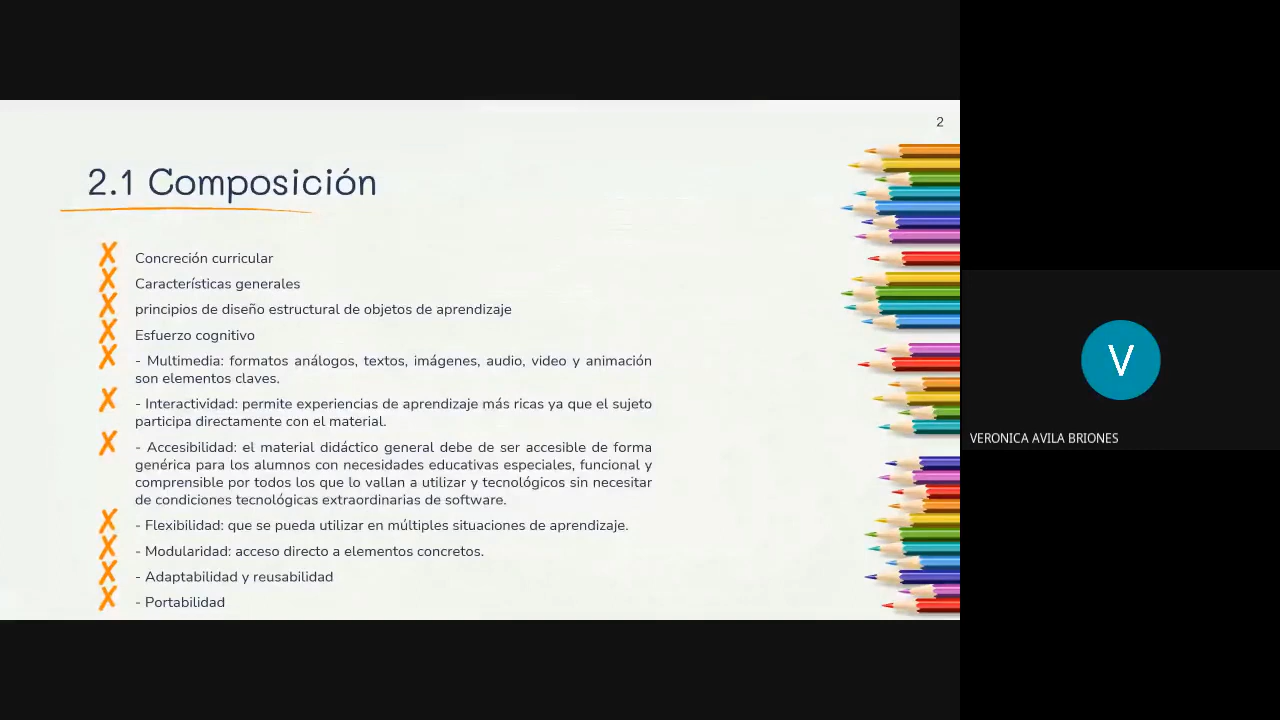 2
2.1 Composición
Concreción curricular
Características generales
principios de diseño estructural de objetos de aprendizaje
Esfuerzo cognitivo
- Multimedia: formatos análogos, textos, imágenes, audio, video y animación
son elementos claves.
- Interactividad: permite experiencias de aprendizaje más ricas ya que el sujeto
participa directamente con el material.
- Accesibilidad: el material didáctico general debe de ser accesible de forma
genérica para los alumnos con necesidades educativas especiales, funcional y
comprensible por todos los que lo vallan a utilizar y tecnológicos sin necesitar
de condiciones tecnológicas extraordinarias de software.
- Flexibilidad: que se pueda utilizar en múltiples situaciones de aprendizaje.
- Modularidad: acceso directo a elementos concretos.
- Adaptabilidad y reusabilidad
- Portabilidad
V
VERONICA AVILA BRIONES